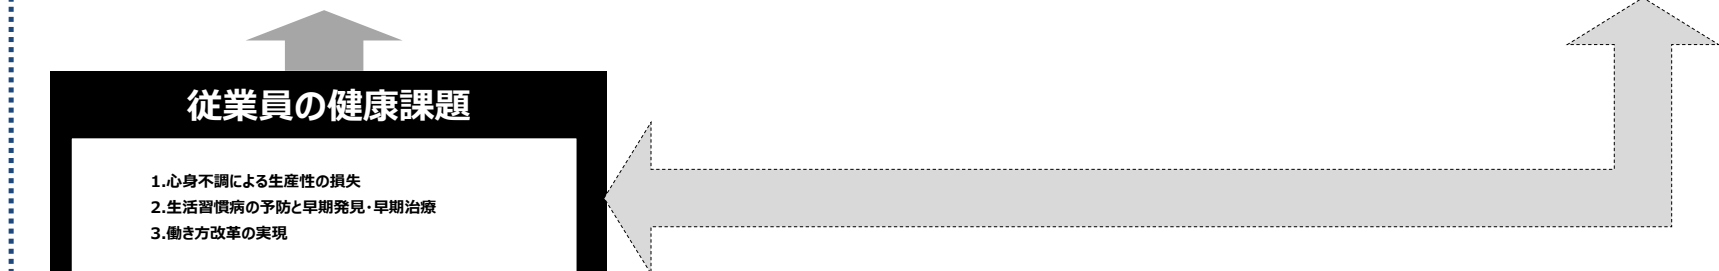 従業員の健康課題
1.心身不調による生産性の損失
2.生活習慣病の予防と早期発見・早期治療
3.働き方改革の実現